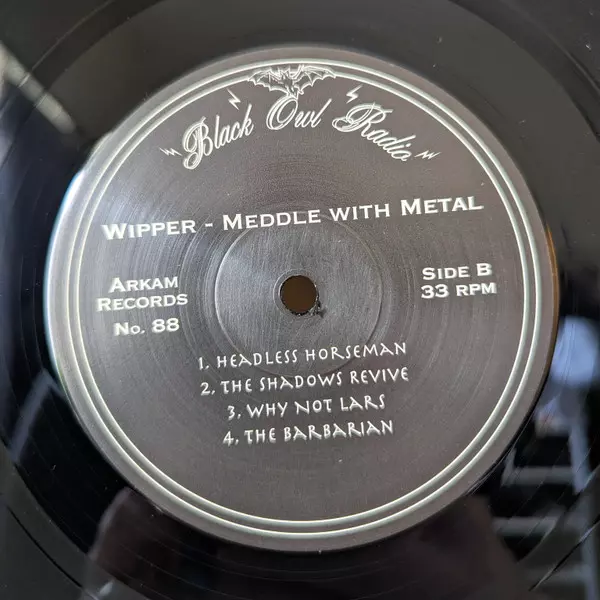 Black Owl Radio
WIPPER - MEDDLE WITH METAL
ARKAM
RECORDS
No. 88
SIDE B
33 RPM
1. HEADLESS HORSEMAN
2. THE SHADOWS REVIVE
3. WHY NOT LARS
4. THE BARBARIAN